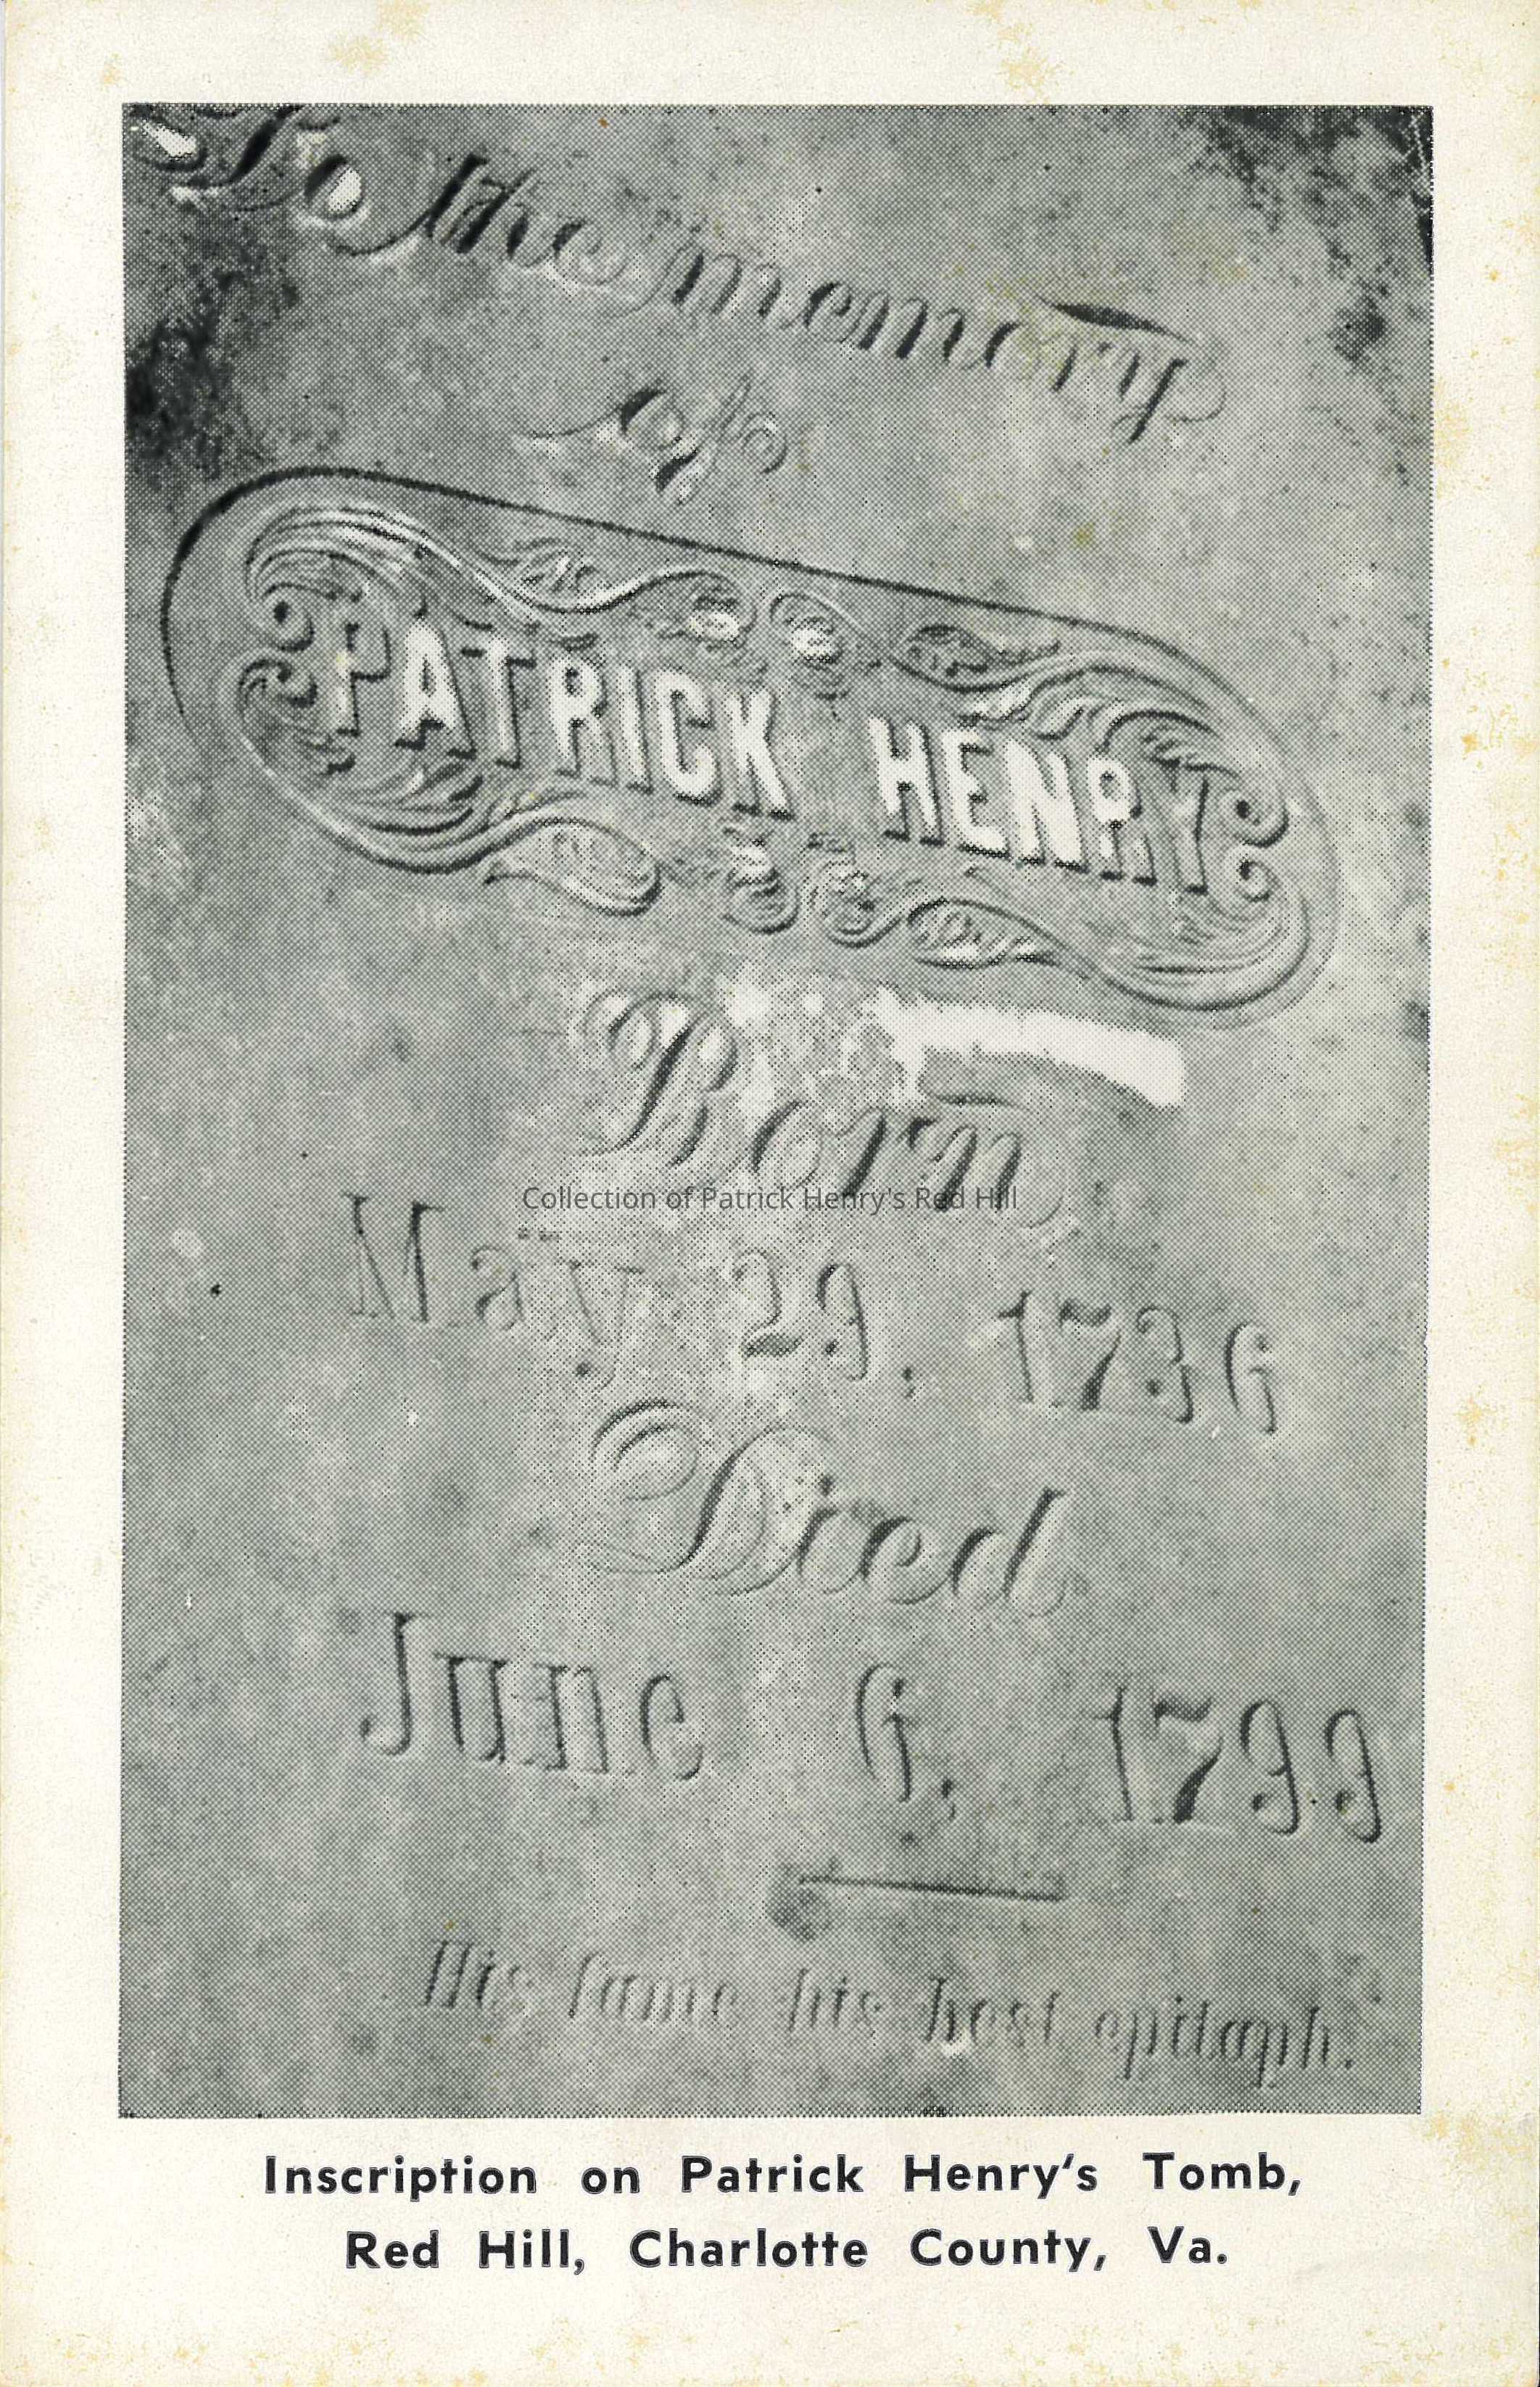 To the memory
of
PATRICK HENRY
Born
May 29, 1736
Died
June 6, 1799
His fame his best epitaph.
Collection of Patrick Henry's Red Hill
Inscription on Patrick Henry's Tomb,
Red Hill, Charlotte County, Va.